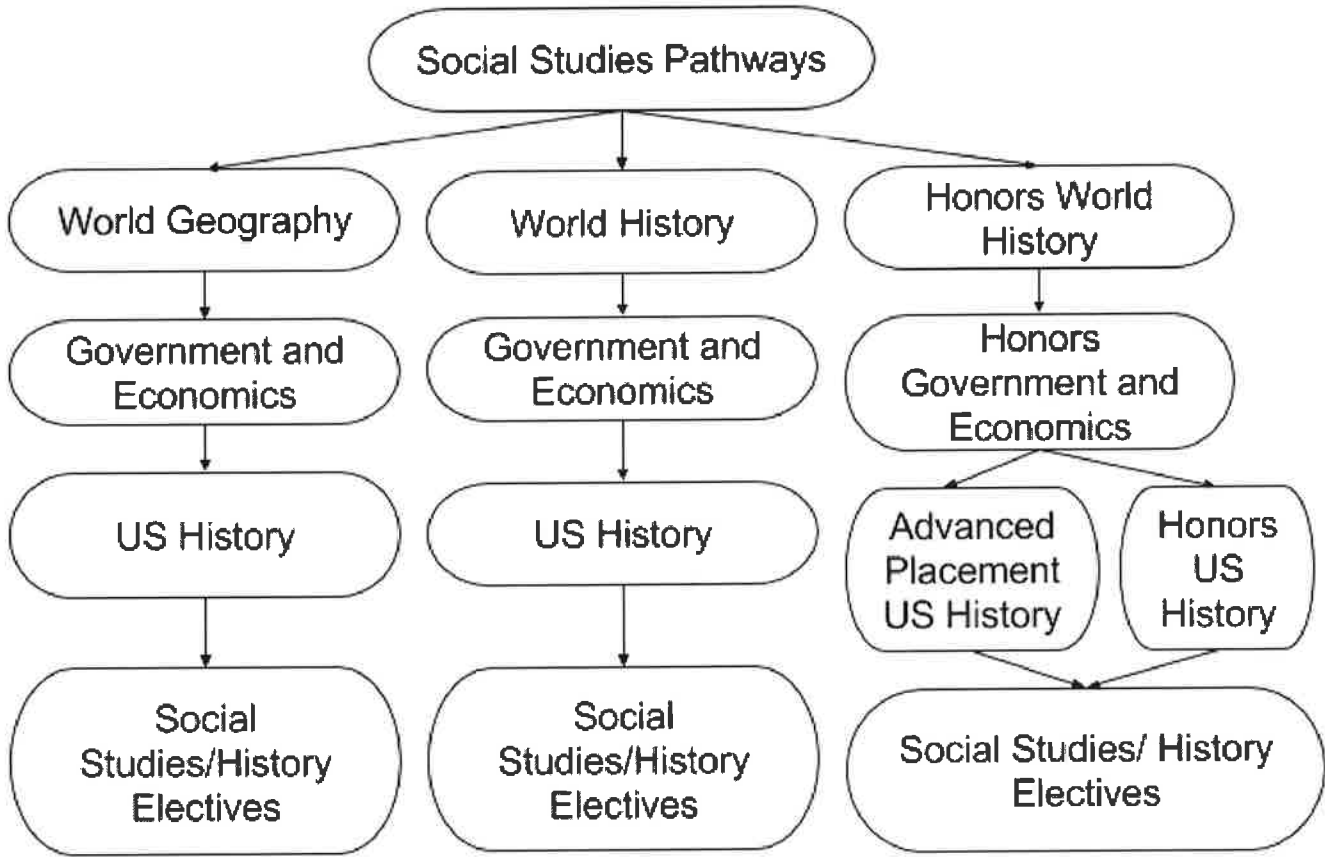 Social Studies Pathways
World Geography
World History
Honors World
History
Government and
Economics
Government and
Economics
Honors
Government and
Economics
US History
US History
Advanced
Placement
US History
Honors
US
History
Social
Studies/History
Electives
Social
Studies/History
Electives
Social Studies/ History
Electives